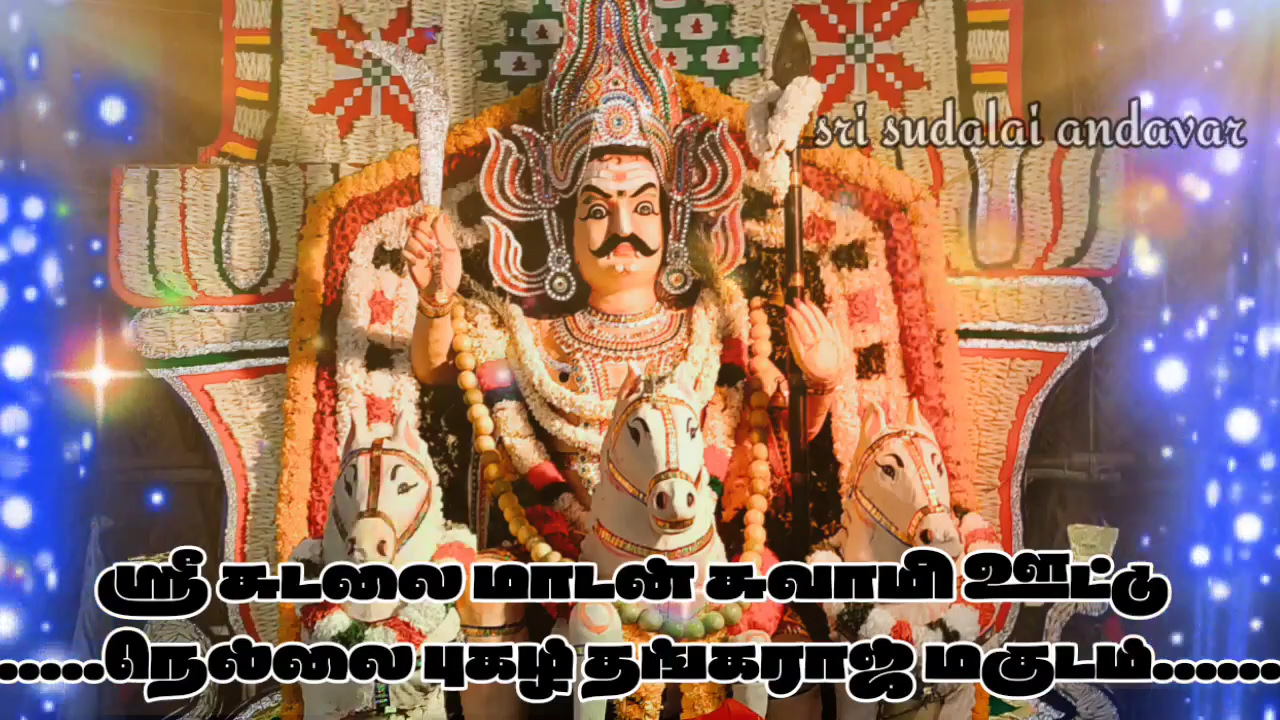 sri sudalai andavar
ஸ்ரீ சுடலை மாடன் சுவாமி ஊட்டு
.....நெல்லை புகழ் தங்கராஜ் மகுடம்......